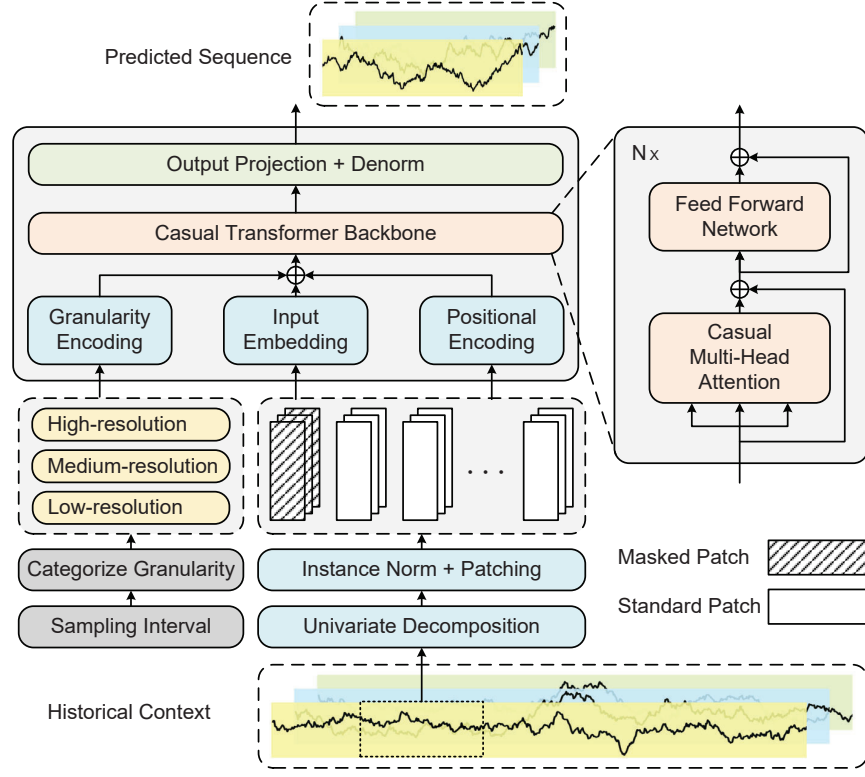 Predicted Sequence
Output Projection + Denorm
Casual Transformer Backbone
Granularity
Encoding
Input
Embedding
Positional
Encoding
High-resolution
Medium-resolution
Low-resolution
. . .
Categorize Granularity
Instance Norm + Patching
Sampling Interval
Univariate Decomposition
Historical Context
N x
Feed Forward
Network
Casual
Multi-Head
Attention
Masked Patch
Standard Patch